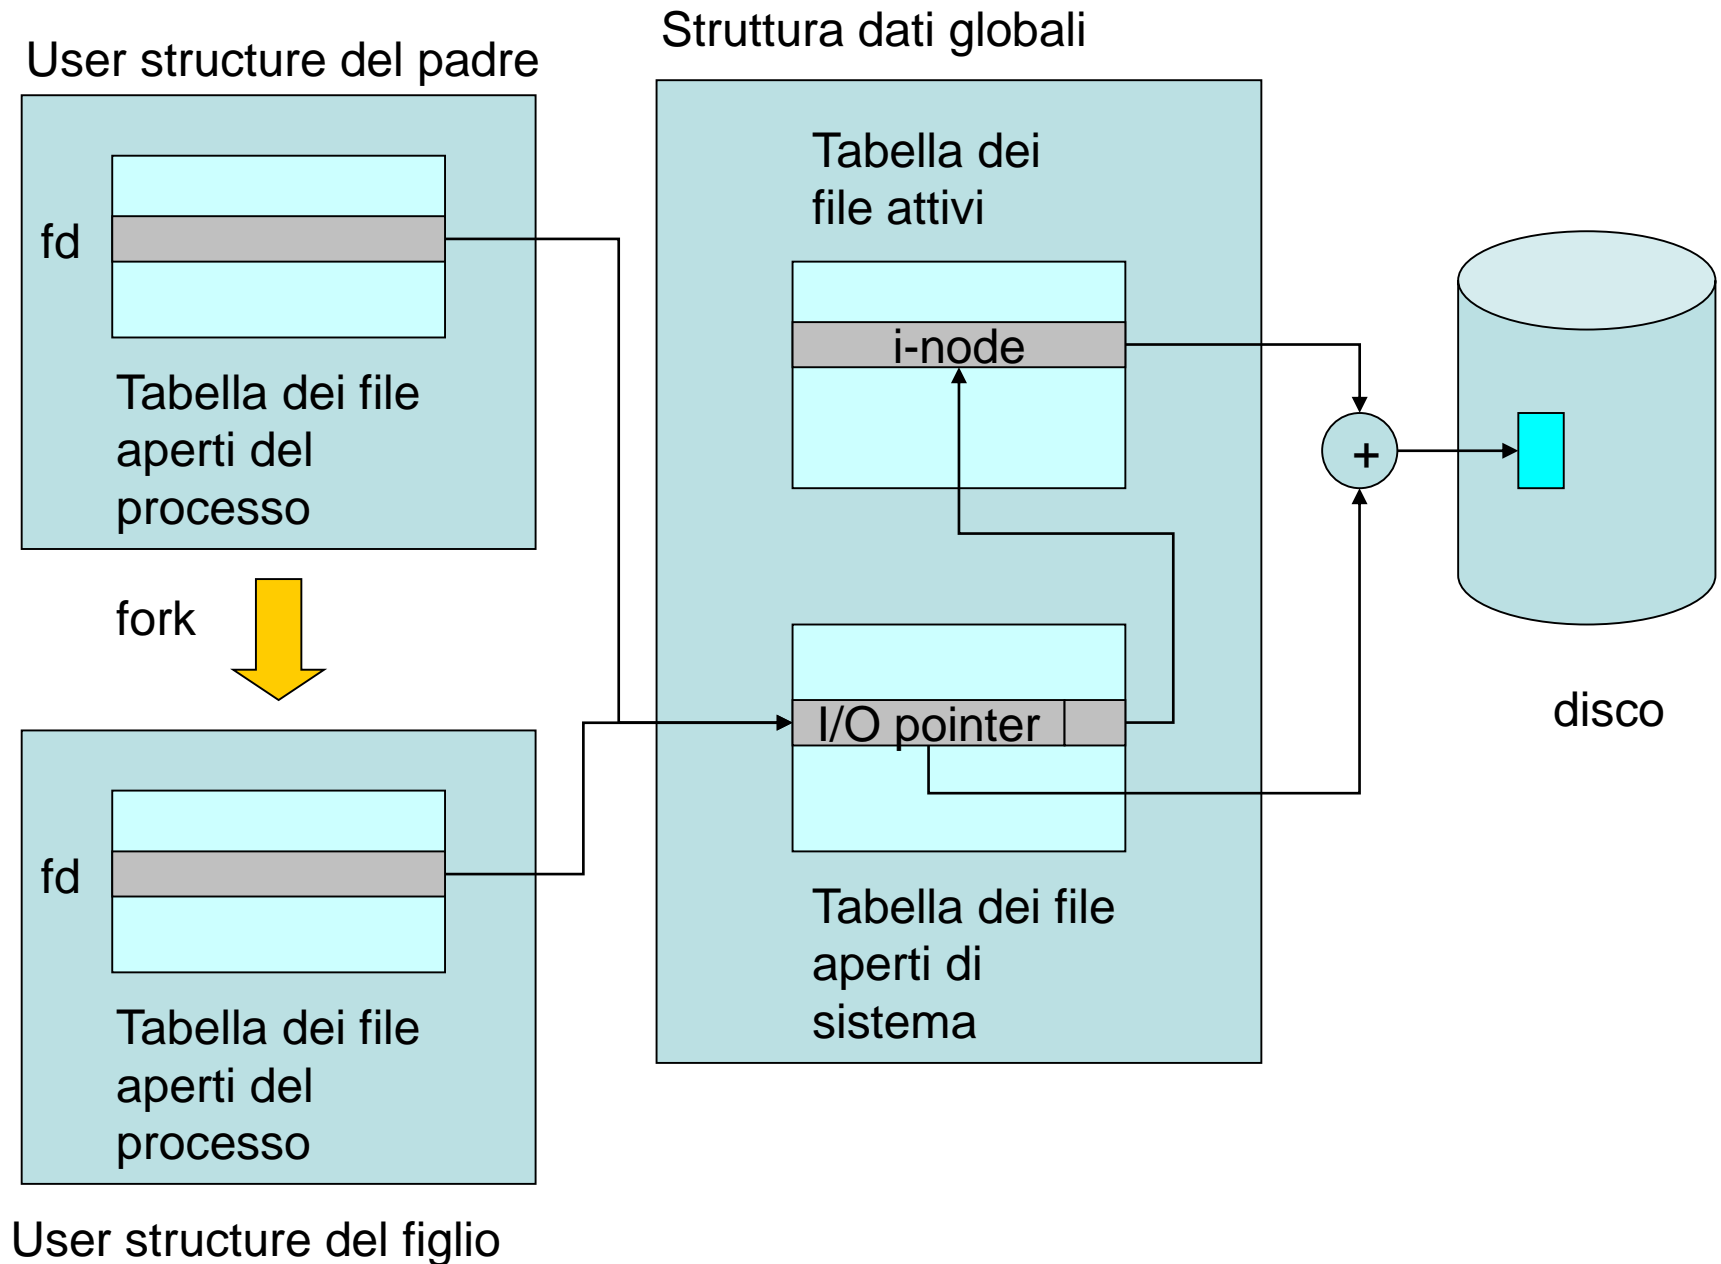 Struttura dati globali
User structure del padre
fd
Tabella dei file
aperti del
processo
fork
fd
Tabella dei file
aperti del
processo
User structure del figlio
Tabella dei
file attivi
i-node
I/O pointer
Tabella dei file
aperti di
sistema
+
disco